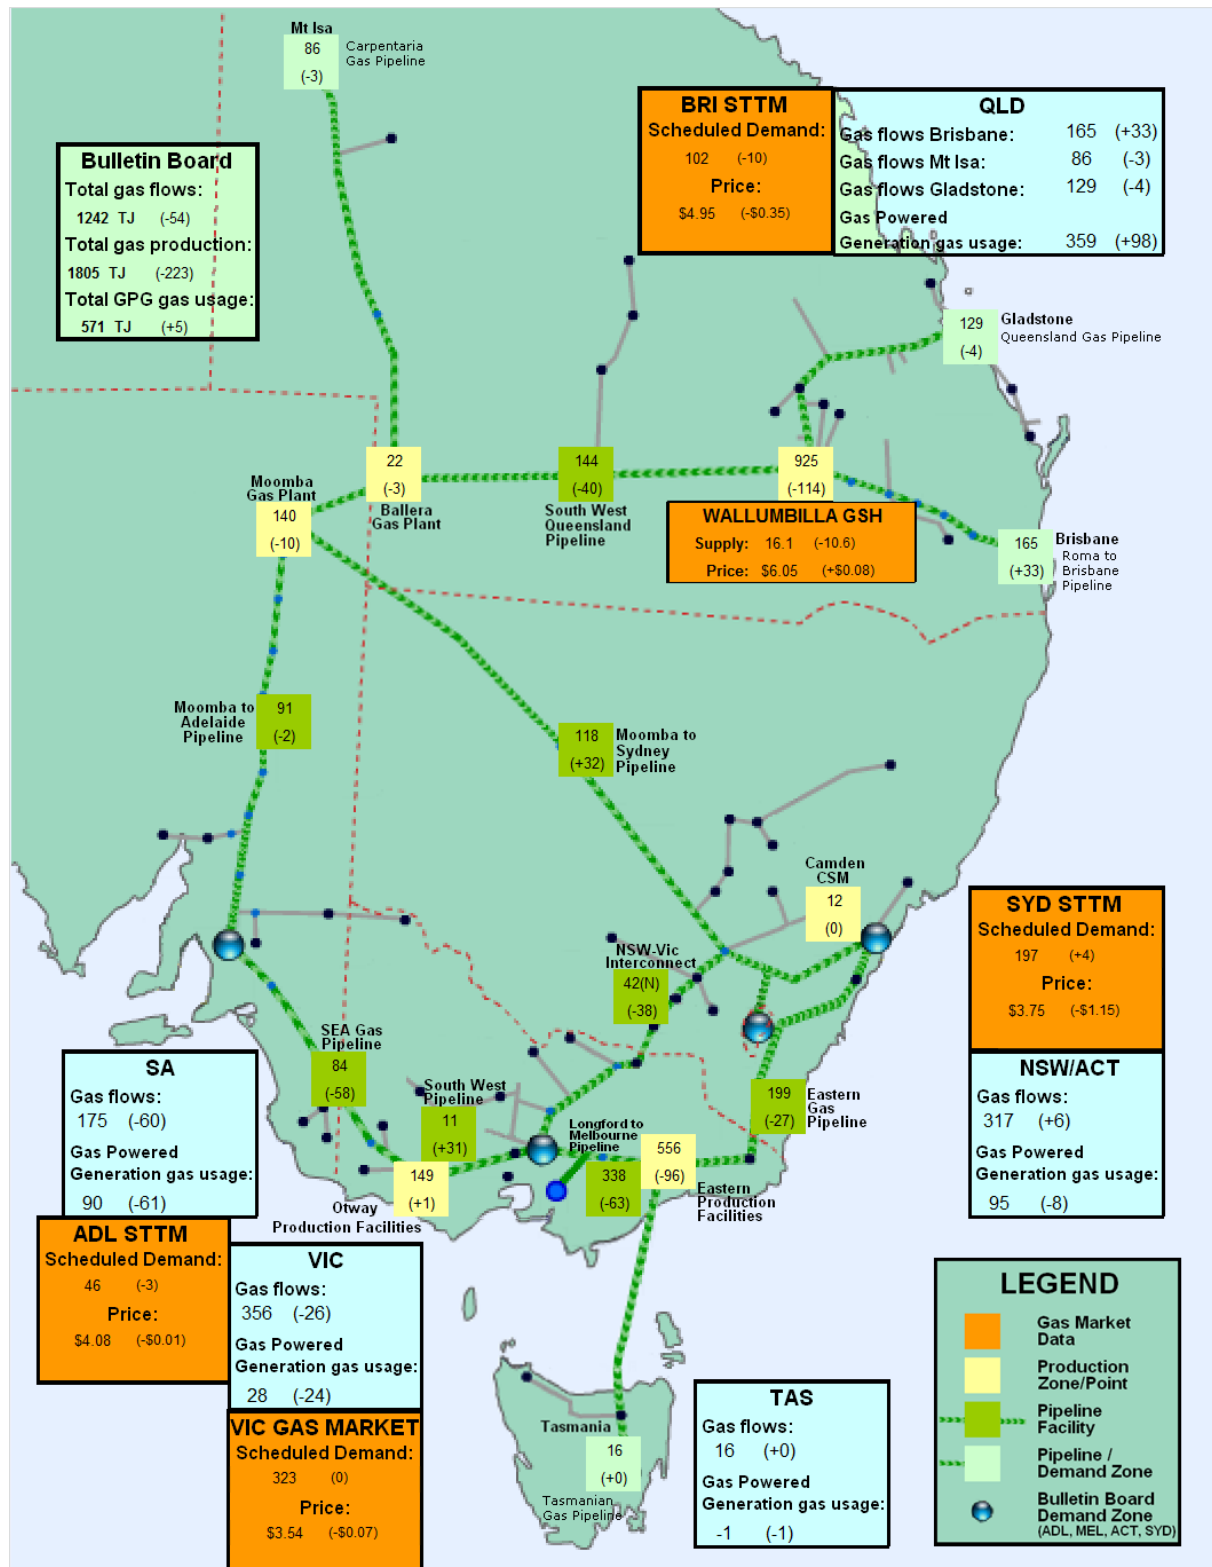 Mt Isa
86
(-3)
Carpentaria
Gas Pipeline
BRI STTM
Scheduled Demand:
102 (-10)
Price:
$4.95 (-$0.35)
QLD
Gas flows Brisbane: 165 (+33)
Gas flows Mt Isa: 86 (-3)
Gas flows Gladstone: 129 (-4)
Gas Powered
Generation gas usage: 359 (+98)
Bulletin Board
Total gas flows:
1242 TJ (-54)
Total gas production:
1805 TJ (-223)
Total GPG gas usage:
571 TJ (+5)
129
(-4)
Gladstone
Queensland Gas Pipeline
22
(-3)
Ballera
Gas Plant
144
(-40)
South West
Queensland
Pipeline
925
(-114)
Moomba
Gas Plant
140
(-10)
WALLUMBILLA GSH
Supply: 16.1 (-10.6)
Price: $6.05 (+$0.08)
165
(+33)
Brisbane
Roma to
Brisbane
Pipeline
Moomba to
Adelaide
Pipeline
91
(-2)
118
(+32)
Moomba to
Sydney
Pipeline
Camden
CSM
12
(0)
SYD STTM
Scheduled Demand:
197 (+4)
Price:
$3.75 (-$1.15)
NSW-Vic
Interconnect
42(N)
(-38)
SEA Gas
Pipeline
84
(-58)
South West
Pipeline
11
(+31)
199
(-27)
Eastern
Gas
Pipeline
NSW/ACT
Gas flows:
317 (+6)
Gas Powered
Generation gas usage:
95 (-8)
SA
Gas flows:
175 (-60)
Gas Powered
Generation gas usage:
90 (-61)
Longford to
Melbourne
Pipeline
338
(-63)
556
(-96)
Eastern
Production
Facilities
149
(+1)
Otway
Production Facilities
ADL STTM
Scheduled Demand:
46 (-3)
Price:
$4.08 (-$0.01)
VIC
Gas flows:
356 (-26)
Gas Powered
Generation gas usage:
28 (-24)
VIC GAS MARKET
Scheduled Demand:
323 (0)
Price:
$3.54 (-$0.07)
Tasmania
16
(+0)
Tasmanian
Gas Pipeline
TAS
Gas flows:
16 (+0)
Gas Powered
Generation gas usage:
-1 (-1)
LEGEND
Gas Market
Data
Production
Zone/Point
Pipeline
Facility
Pipeline /
Demand Zone
Bulletin Board
Demand Zone
(ADL, MEL, ACT, SYD)